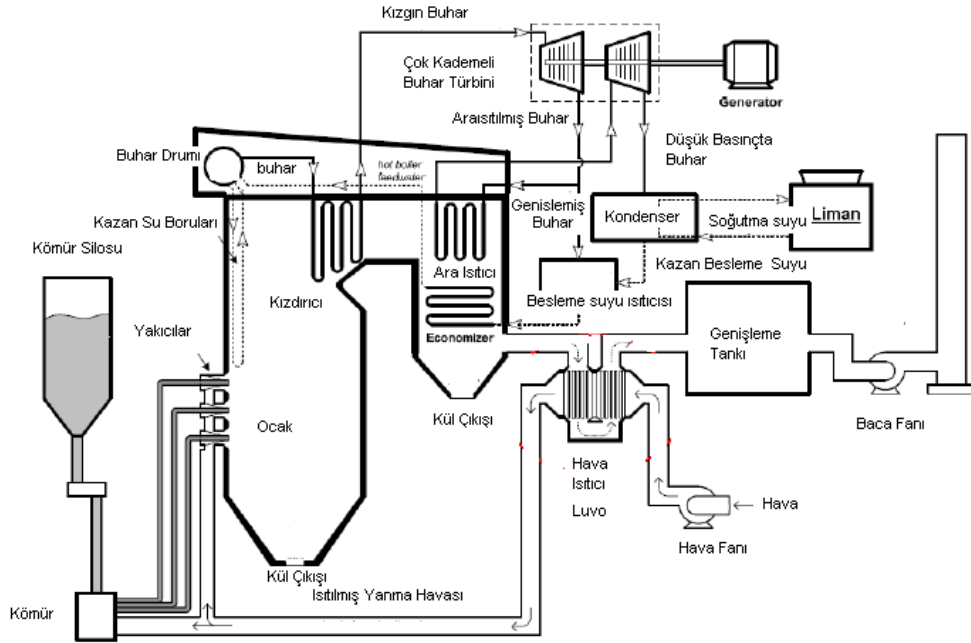 Kızgın Buhar
Çok Kademeli
Buhar Türbini
Generator
Araısıtılmış Buhar
Düşük Basınçta
Buhar
Buhar Drumı
buhar
hot boiler
feedwater
Kazan Su Boruları
Kömür Silosu
Genislemiş
Buhar
Kondenser
Soğutma suyu
Liman
Kazan Besleme Suyu
Ara Isıtıcı
Kızdırıcı
Besleme suyu ısıtıcısı
Economizer
Yakıcılar
Genişleme
Tankı
Kül Çıkışı
Baca Fanı
Ocak
Hava
Isıtıcı
Luvo
Hava
Hava Fanı
Kül Çıkışı
Isıtılmış Yanma Havası
Kömür